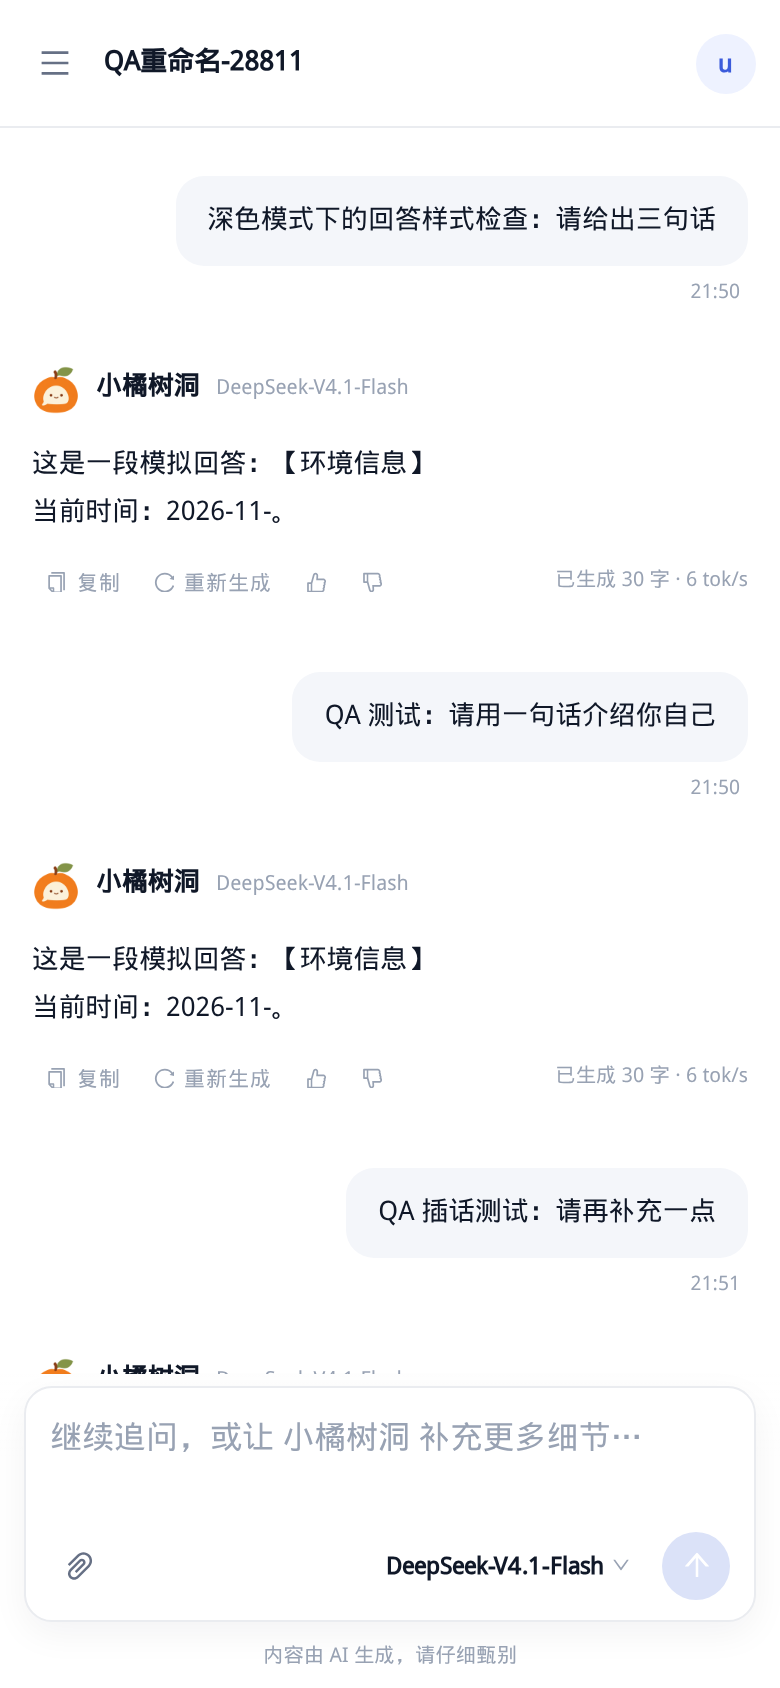 QA重命名-28811
u
深色模式下的回答样式检查：请给出三句话
21:50
小橘树洞 DeepSeek-V4.1-Flash
这是一段模拟回答：【环境信息】
当前时间：2026-11-。
复制 重新生成 已生成 30 字 · 6 tok/s
QA 测试：请用一句话介绍你自己
21:50
小橘树洞 DeepSeek-V4.1-Flash
这是一段模拟回答：【环境信息】
当前时间：2026-11-。
复制 重新生成 已生成 30 字 · 6 tok/s
QA 插话测试：请再补充一点
21:51
小橘树洞 DeepSeek-V4.1-Flash
继续追问，或让 小橘树洞 补充更多细节…
DeepSeek-V4.1-Flash
内容由 AI 生成，请仔细甄别